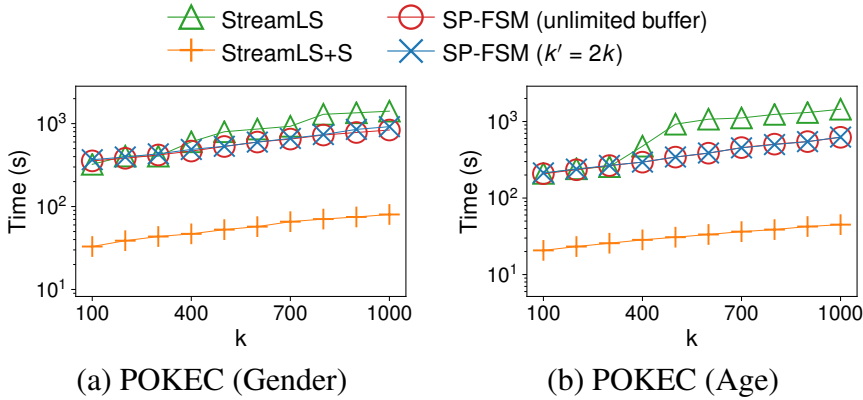 StreamLS
SP-FSM (unlimited buffer)
StreamLS+S
SP-FSM (k′ = 2k)
Time (s)
10³
10²
10¹
100
400
700
1000
k
(a) POKEC (Gender)
Time (s)
10³
10²
10¹
100
400
700
1000
k
(b) POKEC (Age)